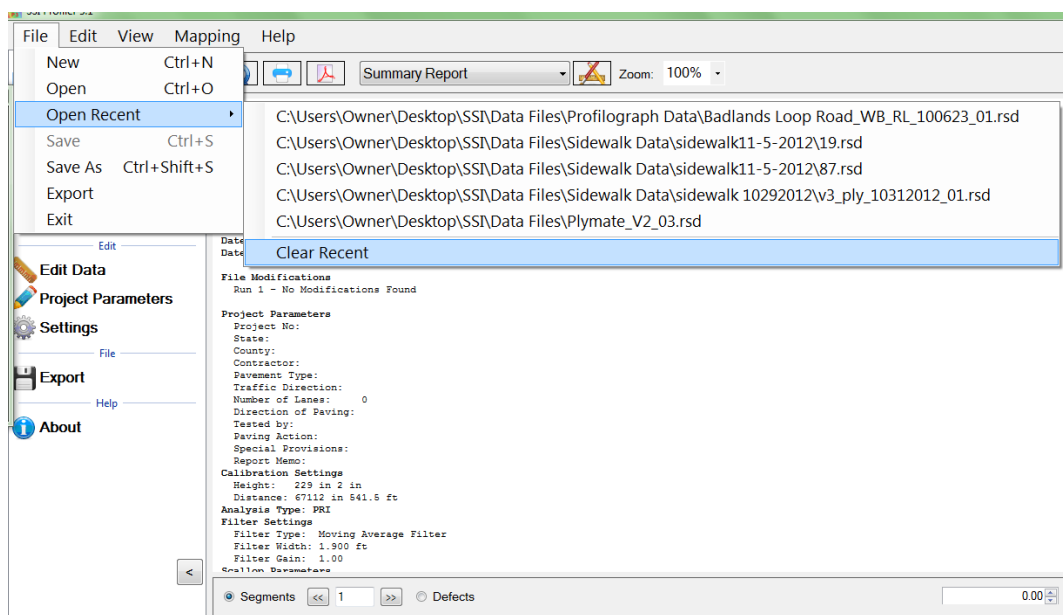 SSI Profiler 3.1
File Edit View Mapping Help
New Ctrl+N
Open Ctrl+O
Open Recent
Save Ctrl+S
Save As Ctrl+Shift+S
Export
Exit
Summary Report
Zoom: 100%
C:\Users\Owner\Desktop\SSI\Data Files\Profilograph Data\Badlands Loop Road_WB_RL_100623_01.rsd
C:\Users\Owner\Desktop\SSI\Data Files\Sidewalk Data\sidewalk11-5-2012\19.rsd
C:\Users\Owner\Desktop\SSI\Data Files\Sidewalk Data\sidewalk11-5-2012\87.rsd
C:\Users\Owner\Desktop\SSI\Data Files\Sidewalk Data\sidewalk 10292012\v3_ply_10312012_01.rsd
C:\Users\Owner\Desktop\SSI\Data Files\Plymate_V2_03.rsd
Clear Recent
Edit
Edit Data
Project Parameters
Settings
File
Export
Help
About
<
Date
Date
File Modifications
Run 1 - No Modifications Found
Project Parameters
Project No:
State:
County:
Contractor:
Pavement Type:
Traffic Direction:
Number of Lanes: 0
Direction of Paving:
Tested by:
Paving Action:
Special Provisions:
Report Memo:
Calibration Settings
Height: 229 in 2 in
Distance: 67112 in 541.5 ft
Analysis Type: PRI
Filter Settings
Filter Type: Moving Average Filter
Filter Width: 1.900 ft
Filter Gain: 1.00
Scallop Parameters
Segments << 1 >> Defects 0.00